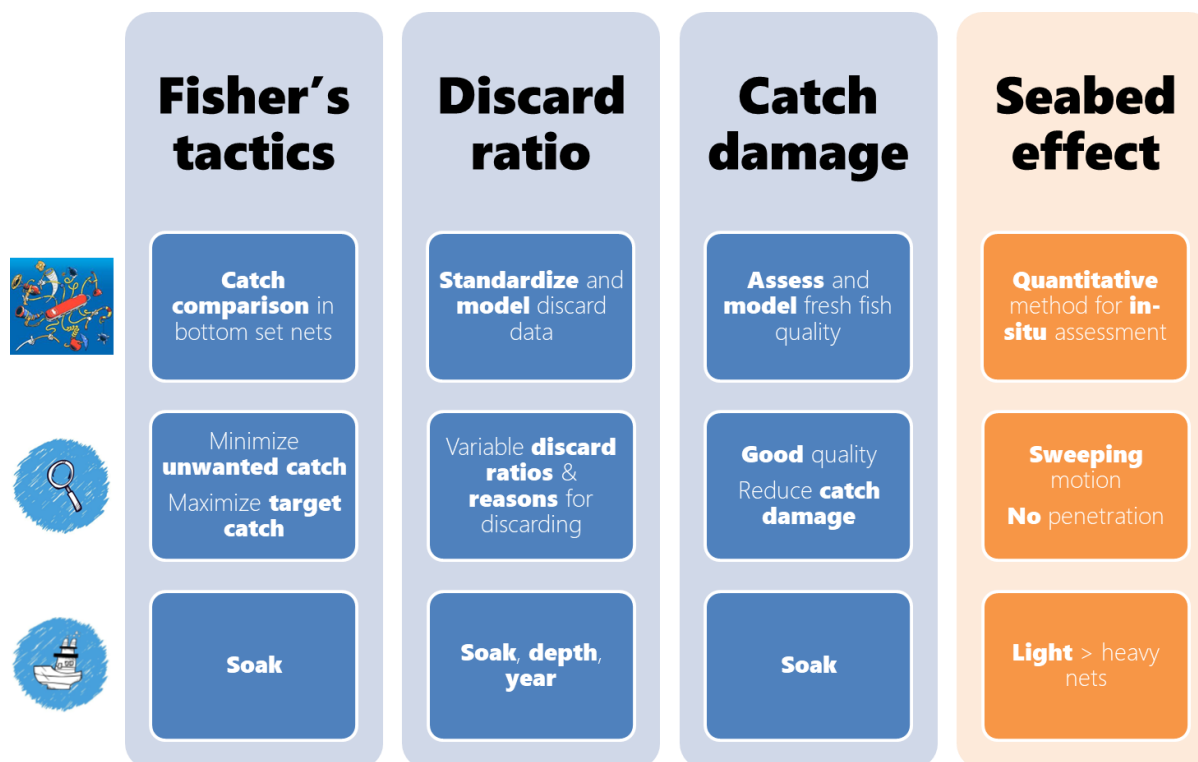 Fisher´s
tactics
Discard
ratio
Catch
damage
Seabed
effect
Catch
comparison in
bottom set nets
Standardize and
model discard
data
Assess and
model fresh fish
quality
Quantitative
method for in-
situ assessment
Minimize
unwanted catch
Maximize target
catch
Variable discard
ratios &
reasons for
discarding
Good quality
Reduce catch
damage
Sweeping
motion
No penetration
Soak
Soak, depth,
year
Soak
Light > heavy
nets